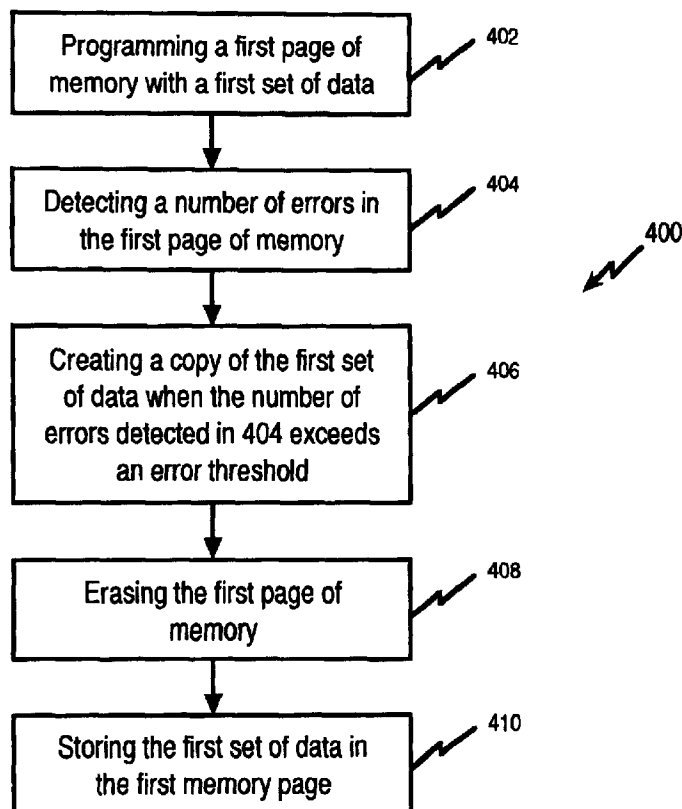 Programming a first page of
memory with a first set of data
402
Detecting a number of errors in
the first page of memory
404
400
Creating a copy of the first set
of data when the number of
errors detected in 404 exceeds
an error threshold
406
Erasing the first page of
memory
408
Storing the first set of data in
the first memory page
410